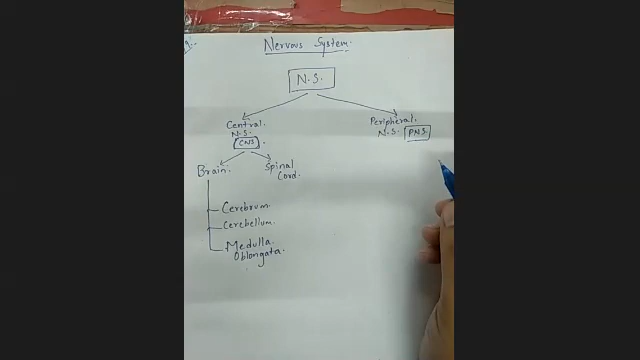 Nervous System
N.S.
Central
N.S.
CNS
Peripheral
N.S. PNS
Brain
Spinal
Cord.
Cerebrum.
Cerebellum.
Medulla
Oblongata.